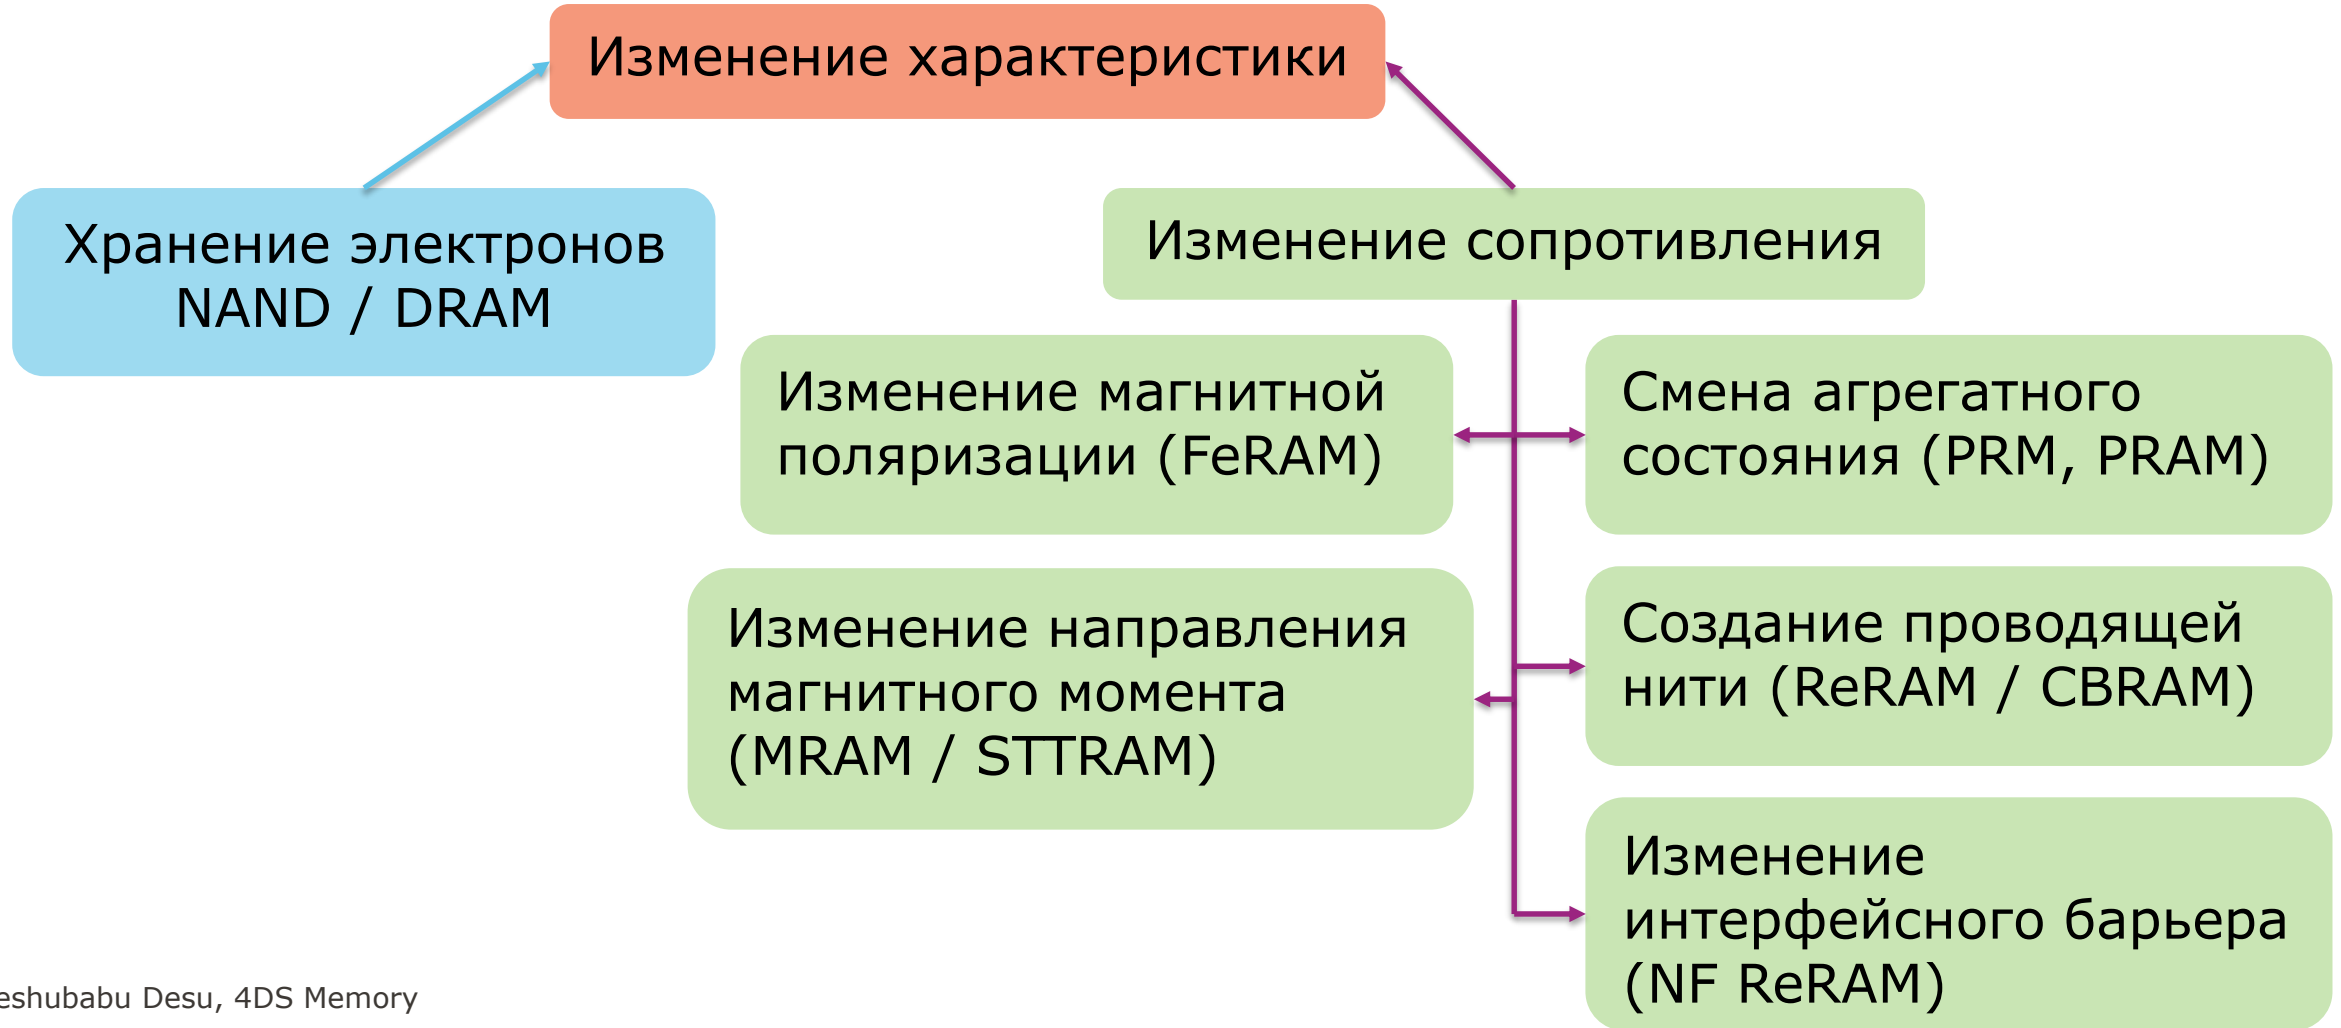 Изменение характеристики
Хранение электронов
NAND / DRAM
Изменение сопротивления
Изменение магнитной
поляризации (FeRAM)
Смена агрегатного
состояния (PRM, PRAM)
Изменение направления
магнитного момента
(MRAM / STTRAM)
Создание проводящей
нити (ReRAM / CBRAM)
Изменение
интерфейсного барьера
(NF ReRAM)
eshubabu Desu, 4DS Memory